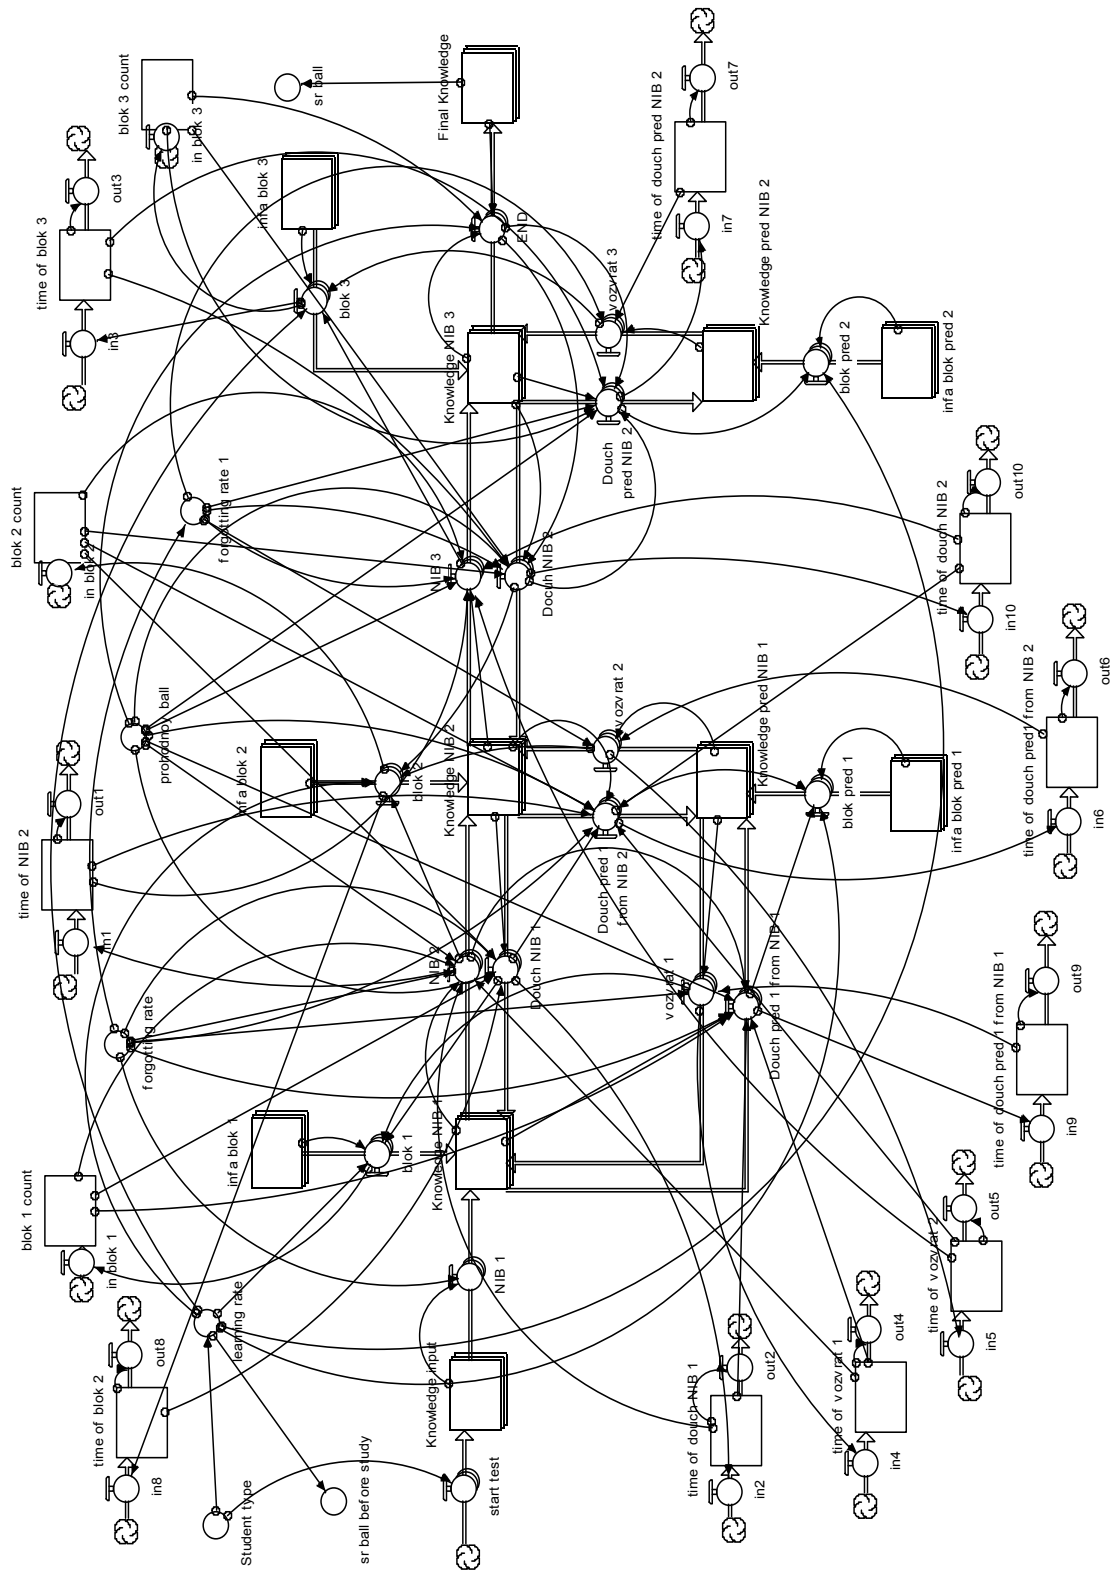 blok 3 count
in blok 3
sr ball
Final Knowledge
time of blok 3
out3
in3
infa blok 3
blok 3
END
time of douch pred NIB 2
out7
in7
Knowledge NIB 3
vozvrat 3
Knowledge pred NIB 2
Douch
pred NIB 2
blok pred 2
infa blok pred 2
blok 2 count
in blok 2
forgotting rate 1
NIB 3
Docuh NIB 2
time of douch NIB 2
out10
in10
prohodnoy ball
time of NIB 2
out1
in1
infa blok 2
blok 2
Knowledge NIB 2
vozvrat 2
Knowledge pred NIB 1
Douch pred 1
from NIB 2
blok pred 1
infa blok pred 1
time of douch pred1 from NIB 2
out6
in6
forgotting rate
NIB 2
Douch NIB 1
vozvrat 1
Douch pred 1 from NIB 1
time of douch pred 1 from NIB 1
out9
in9
blok 1 count
in blok 1
infa blok 1
blok 1
Knowledge NIB 1
NIB 1
learning rate
time of blok 2
out8
in8
Knowledge input
start test
Student type
sr ball before study
time of douch NIB 1
out2
in2
time of vozvrat 1
out4
in4
time of vozvrat 2
out5
in5